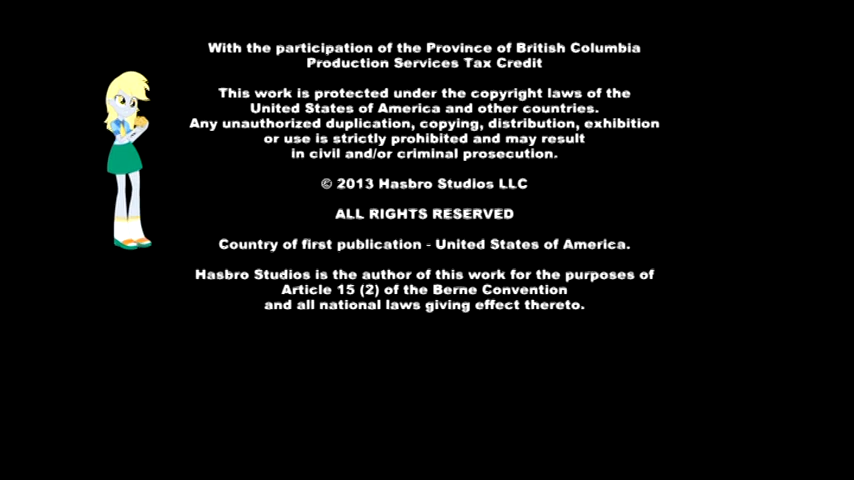 With the participation of the Province of British Columbia
Production Services Tax Credit
This work is protected under the copyright laws of the
United States of America and other countries.
Any unauthorized duplication, copying, distribution, exhibition
or use is strictly prohibited and may result
in civil and/or criminal prosecution.
© 2013 Hasbro Studios LLC
ALL RIGHTS RESERVED
Country of first publication - United States of America.
Hasbro Studios is the author of this work for the purposes of
Article 15 (2) of the Berne Convention
and all national laws giving effect thereto.